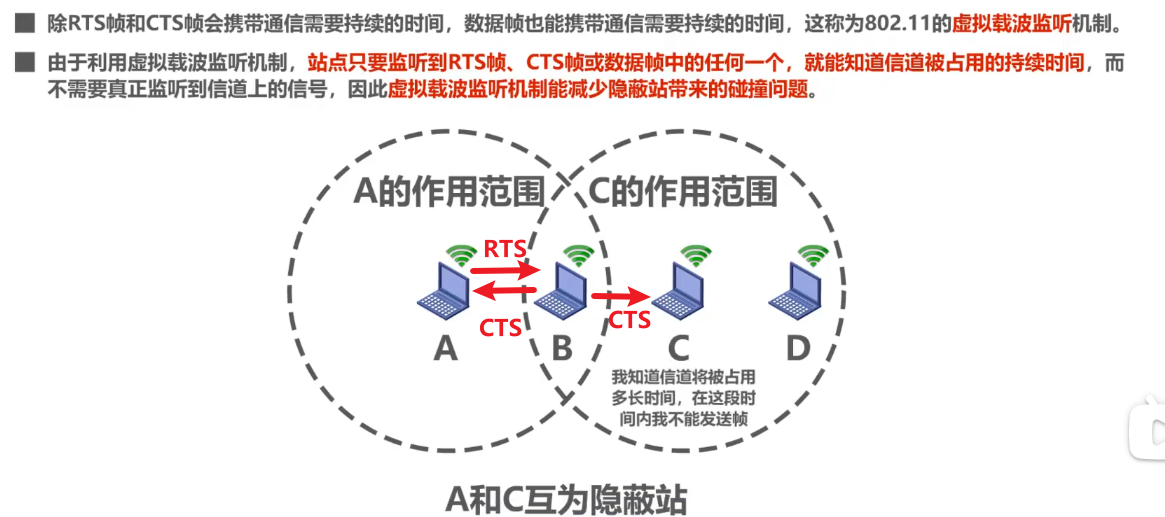 除RTS帧和CTS帧会携带通信需要持续的时间，数据帧也能携带通信需要持续的时间，这称为802.11的虚拟载波监听机制。
由于利用虚拟载波监听机制，站点只要监听到RTS帧、CTS帧或数据帧中的任何一个，就能知道信道被占用的持续时间，而
不需要真正监听到信道上的信号，因此虚拟载波监听机制能减少隐蔽站带来的碰撞问题。
A的作用范围
C的作用范围
RTS
CTS
CTS
A
B
C
D
我知道信道将被占用
多长时间，在这段时
间内我不能发送帧
A和C互为隐蔽站